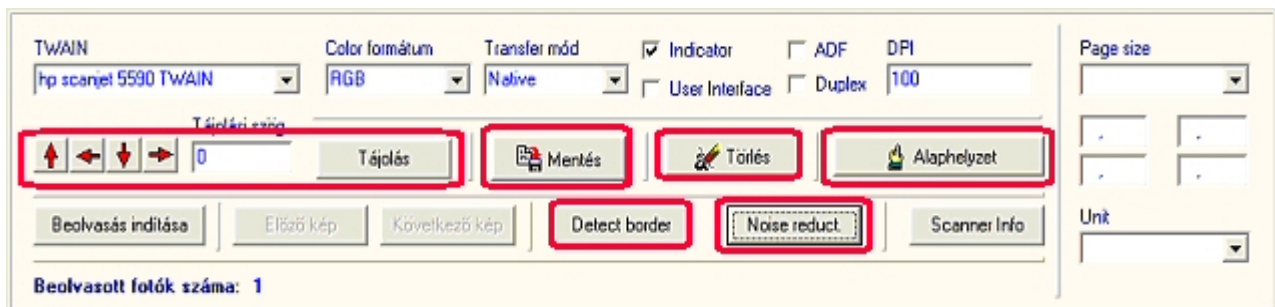 TWAIN Color formátum Transfer mód Indicator ADF DPI Page size
hp scanjet 5590 TWAIN RGB Native User Interface Duplex 100
Tájolási szög
0 Tájolás Mentés Törlés Alaphelyzet
Beolvasás indítása Előző kép Következő kép Detect border Noise reduct. Scanner Info Unit
Beolvasott fotók száma: 1